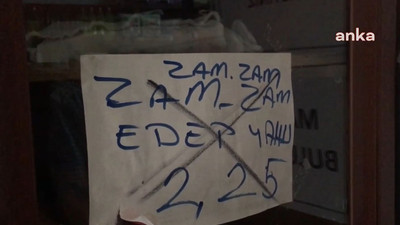 anka
ZAM. ZAM
ZAM-ZAM
EDEP YAHU
2,25